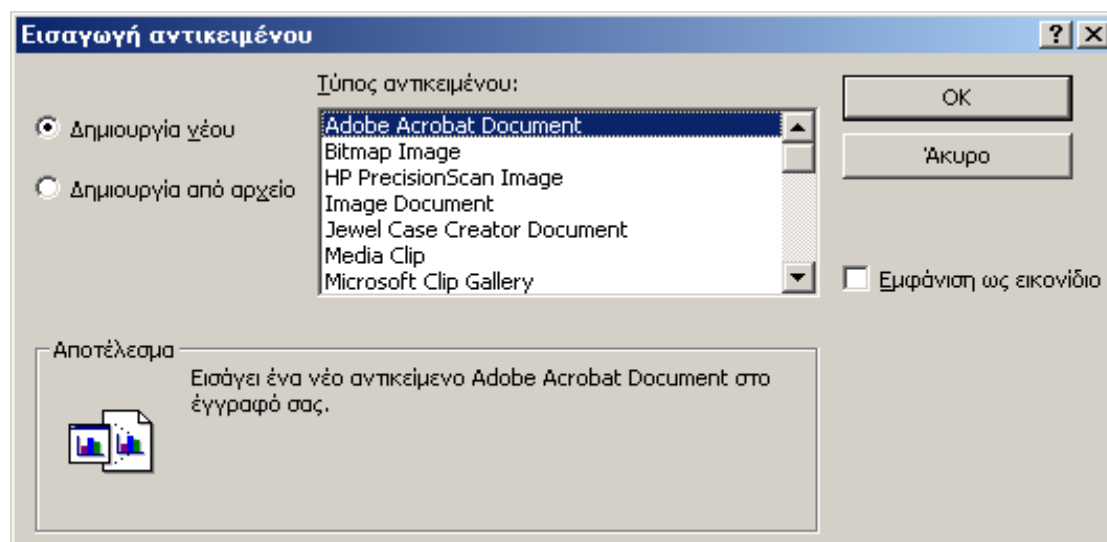 Εισαγωγή αντικειμένου
Τύπος αντικειμένου:
Δημιουργία νέου
Δημιουργία από αρχείο
Adobe Acrobat Document
Bitmap Image
HP PrecisionScan Image
Image Document
Jewel Case Creator Document
Media Clip
Microsoft Clip Gallery
OK
Άκυρο
Εμφάνιση ως εικονίδιο
Αποτέλεσμα
Εισάγει ένα νέο αντικείμενο Adobe Acrobat Document στο
έγγραφό σας.